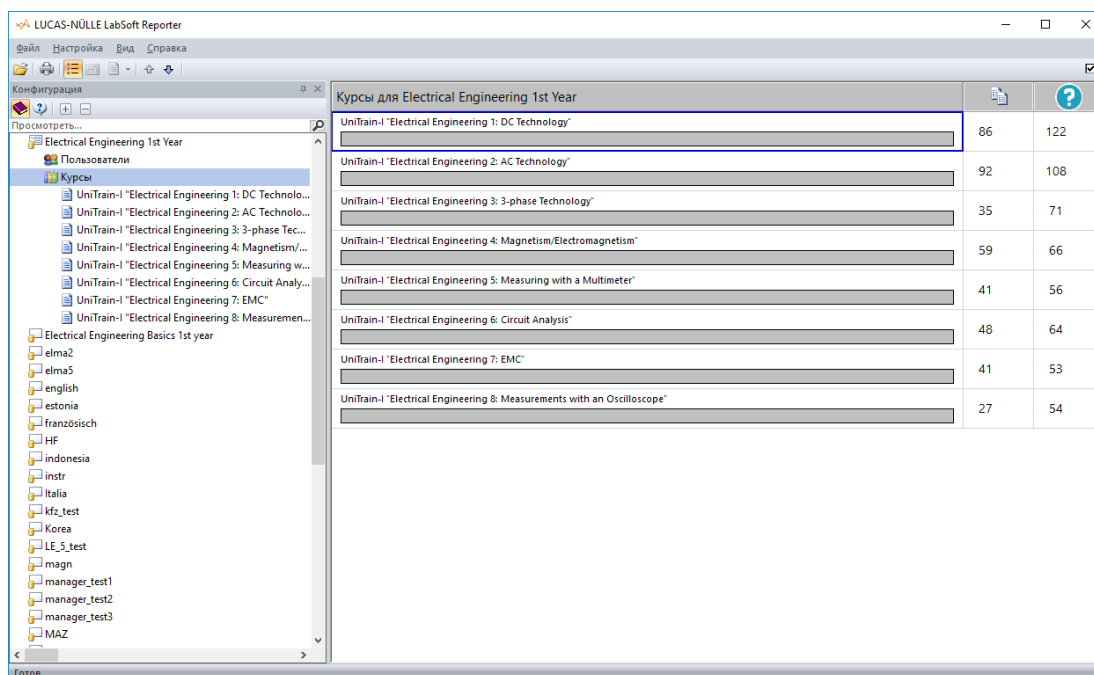 LUCAS-NÜLLE LabSoft Reporter
Файл Настройка Вид Справка
Конфигурация
Просмотреть...
Electrical Engineering 1st Year
Пользователи
Курсы
UniTrain-I "Electrical Engineering 1: DC Technolo...
UniTrain-I "Electrical Engineering 2: AC Technolo...
UniTrain-I "Electrical Engineering 3: 3-phase Tec...
UniTrain-I "Electrical Engineering 4: Magnetism/...
UniTrain-I "Electrical Engineering 5: Measuring w...
UniTrain-I "Electrical Engineering 6: Circuit Analy...
UniTrain-I "Electrical Engineering 7: EMC"
UniTrain-I "Electrical Engineering 8: Measuremen...
Electrical Engineering Basics 1st year
elma2
elma5
english
estonia
französisch
HF
indonesia
instr
Italia
kfz_test
Korea
LE_5_test
magn
manager_test1
manager_test2
manager_test3
MAZ
Курсы для Electrical Engineering 1st Year
UniTrain-I "Electrical Engineering 1: DC Technology"
86 122
UniTrain-I "Electrical Engineering 2: AC Technology"
92 108
UniTrain-I "Electrical Engineering 3: 3-phase Technology"
35 71
UniTrain-I "Electrical Engineering 4: Magnetism/Electromagnetism"
59 66
UniTrain-I "Electrical Engineering 5: Measuring with a Multimeter"
41 56
UniTrain-I "Electrical Engineering 6: Circuit Analysis"
48 64
UniTrain-I "Electrical Engineering 7: EMC"
41 53
UniTrain-I "Electrical Engineering 8: Measurements with an Oscilloscope"
27 54
Готов